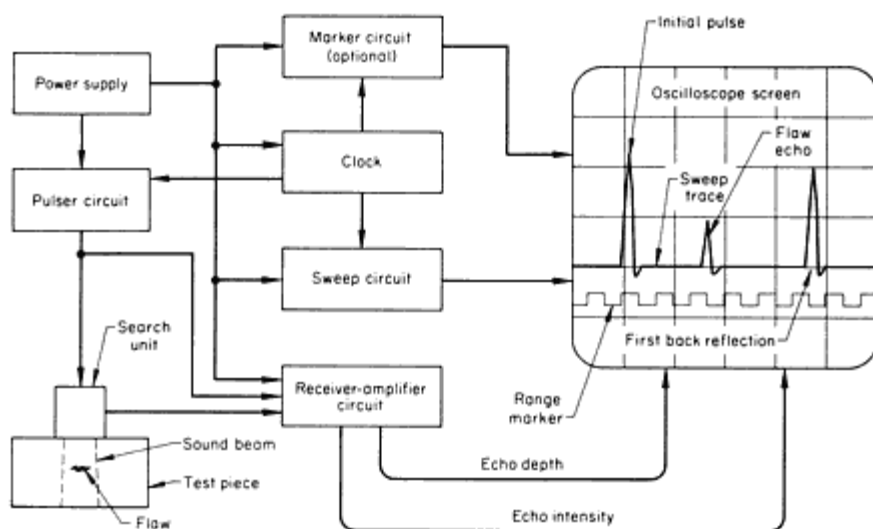 Initial pulse
Marker circuit
(optional)
Power supply
Oscilloscope screen
Flaw
echo
Clock
Sweep
trace
Pulser circuit
Sweep circuit
Search
unit
First back reflection
Receiver-amplifier
circuit
Range
marker
Sound beam
Echo depth
Test piece
Echo intensity
Flaw